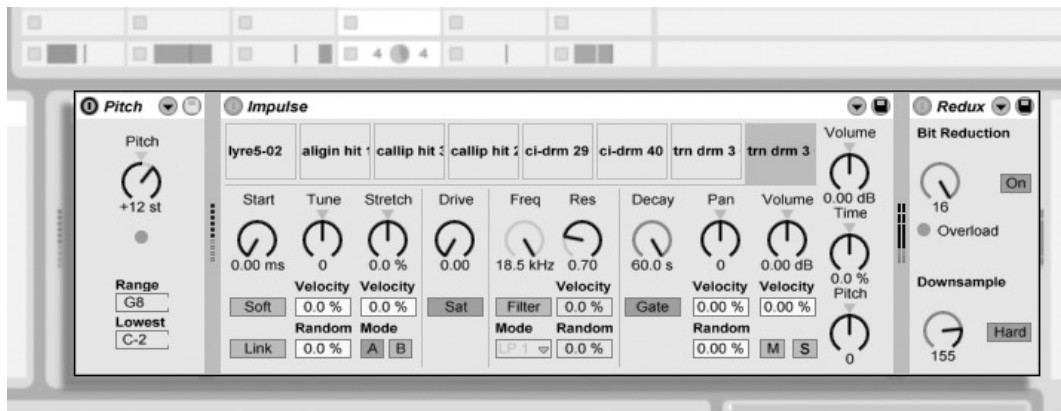 4 4
Pitch
Pitch
+12 st
Range
G8
Lowest
C-2
Impulse
lyre5-02 aligin hit 1 callip hit 3 callip hit 2 ci-drm 29 ci-drm 40 trn drm 3 trn drm 3
Start Tune Stretch Drive Freq Res Decay Pan Volume
0.00 ms 0 0.0 % 0.00 18.5 kHz 0.70 60.0 s 0 0.00 dB
Velocity Velocity Velocity Velocity Velocity
Soft 0.0 % 0.0 % Sat Filter 0.0 % Gate 0.00 % 0.00 %
Random Mode Mode Random Random
Link 0.0 % A B LP 1 0.0 % 0.00 % M S
Volume
0.00 dB
Time
0.0 %
Pitch
0
Redux
Bit Reduction
On
16
Overload
Downsample
Hard
155